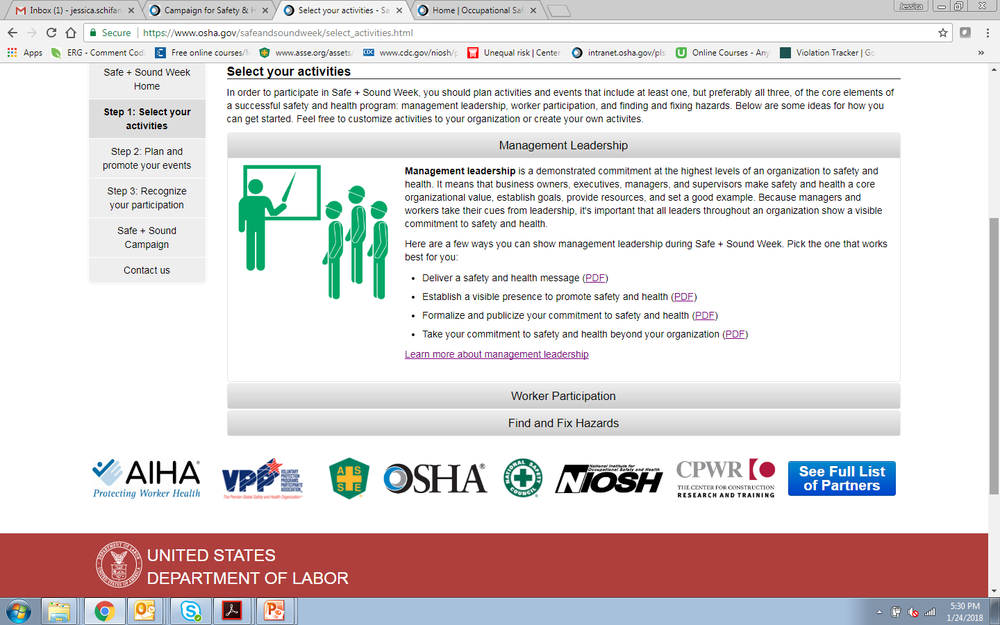 Inbox (1) - jessica.schifan
Campaign for Safety & H
Select your activities - Sa
Home | Occupational Saf
Jessica
Secure
https://www.osha.gov/safeandsoundweek/select_activities.html
Apps
ERG - Comment Codi
Free online courses/N
www.asse.org/assets/
CDC
www.cdc.gov/niosh/p
Unequal risk | Center
intranet.osha.gov/pls
Online Courses - Any
Violation Tracker | Go
»
Safe + Sound Week
Home
Step 1: Select your
activities
Step 2: Plan and
promote your events
Step 3: Recognize
your participation
Safe + Sound
Campaign
Contact us
Select your activities
In order to participate in Safe + Sound Week, you should plan activities and events that include at least one, but preferably all three, of the core elements of
a successful safety and health program: management leadership, worker participation, and finding and fixing hazards. Below are some ideas for how you
can get started. Feel free to customize activities to your organization or create your own activites.
Management Leadership
Management leadership is a demonstrated commitment at the highest levels of an organization to safety and
health. It means that business owners, executives, managers, and supervisors make safety and health a core
organizational value, establish goals, provide resources, and set a good example. Because managers and
workers take their cues from leadership, it's important that all leaders throughout an organization show a visible
commitment to safety and health.
Here are a few ways you can show management leadership during Safe + Sound Week. Pick the one that works
best for you:
• Deliver a safety and health message (PDF)
• Establish a visible presence to promote safety and health (PDF)
• Formalize and publicize your commitment to safety and health (PDF)
• Take your commitment to safety and health beyond your organization (PDF)
Learn more about management leadership
Worker Participation
Find and Fix Hazards
AIHA®
Protecting Worker Health
VPP
VOLUNTARY
PROTECTION
PROGRAMS
PARTICIPANTS'
ASSOCIATION,
The Premier Global Safety and Health Organization
A S
S E
OSHA®
NATIONAL SAFETY
COUNCIL
National Institute for
Occupational Safety and Health
NIOSH
CPWR
THE CENTER FOR CONSTRUCTION
RESEARCH AND TRAINING
See Full List
of Partners
DEPARTMENT OF LABOR
UNITED STATES OF AMERICA
UNITED STATES
DEPARTMENT OF LABOR
5:30 PM
1/24/2018